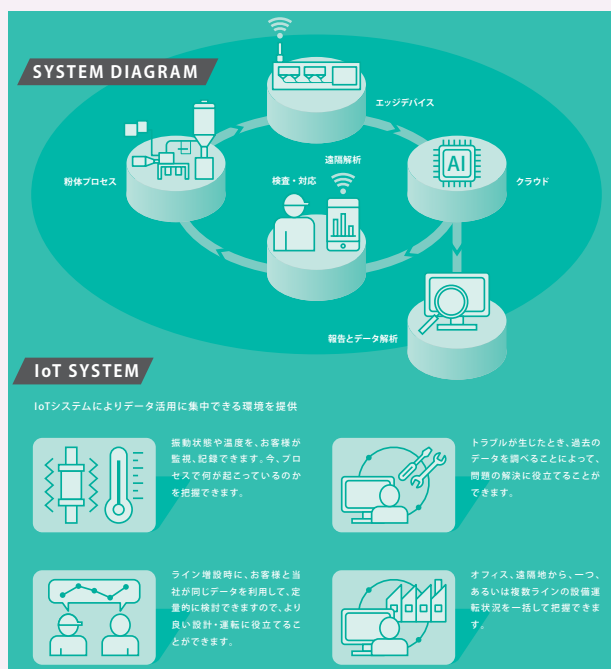 SYSTEM DIAGRAM
エッジデバイス
粉体プロセス
遠隔解析
検査・対応
AI
クラウド
報告とデータ解析
IoT SYSTEM
IoTシステムによりデータ活用に集中できる環境を提供
振動状態や温度を、お客様が
監視、記録できます。今、プロ
セスで何が起こっているのか
を把握できます。
トラブルが生じたとき、過去の
データを調べることによって、
問題の解決に役立てることが
できます。
ライン増設時に、お客様と当
社が同じデータを利用して、定
量的に検討できますので、より
良い設計・運転に役立てるこ
とができます。
オフィス、遠隔地から、一つ、
あるいは複数ラインの設備運
転状況を一括して把握できま
す。